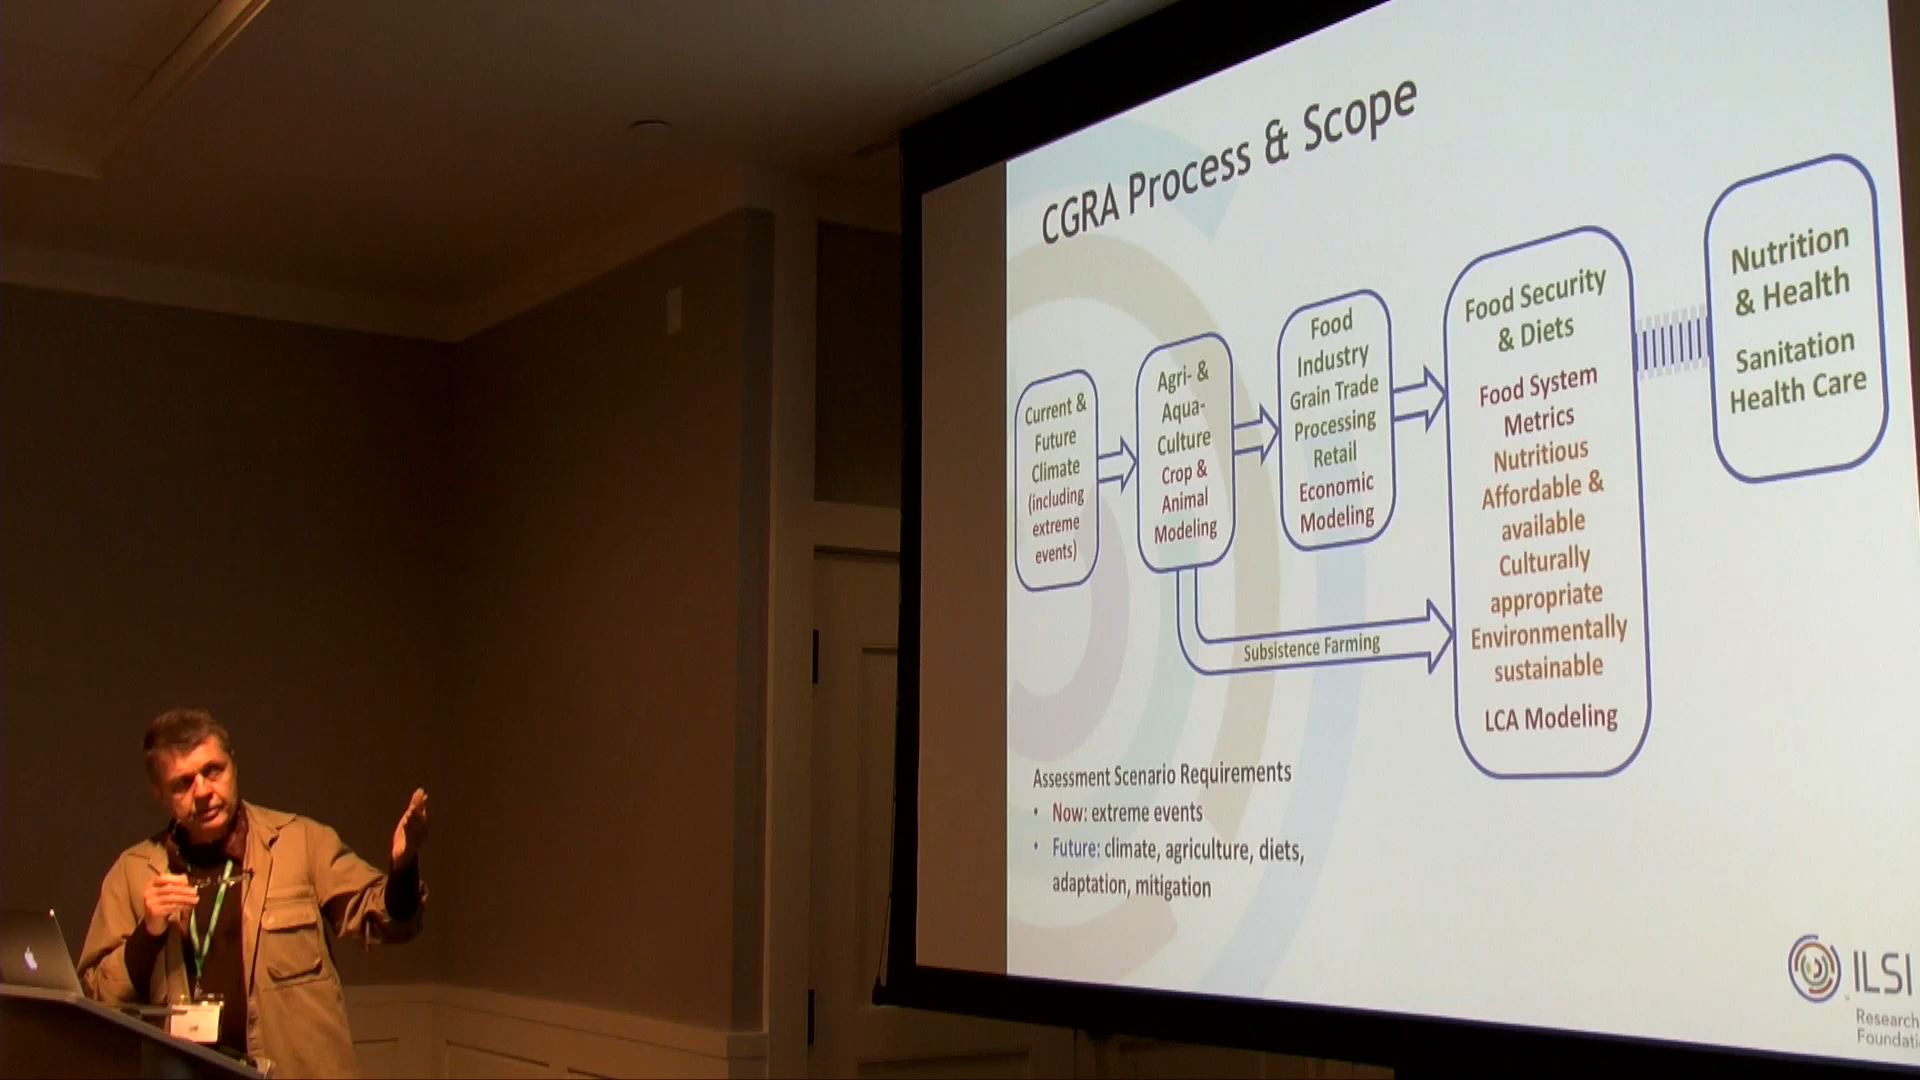 CGRA Process & Scope
Current &
Future
Climate
(including
extreme
events)
Agri- &
Aqua-
Culture
Crop &
Animal
Modeling
Food
Industry
Grain Trade
Processing
Retail
Economic
Modeling
Subsistence Farming
Food Security
& Diets
Food System
Metrics
Nutritious
Affordable &
available
Culturally
appropriate
Environmentally
sustainable
LCA Modeling
Nutrition
& Health
Sanitation
Health Care
Assessment Scenario Requirements
• Now: extreme events
• Future: climate, agriculture, diets,
adaptation, mitigation
ILSI
Research
Foundati